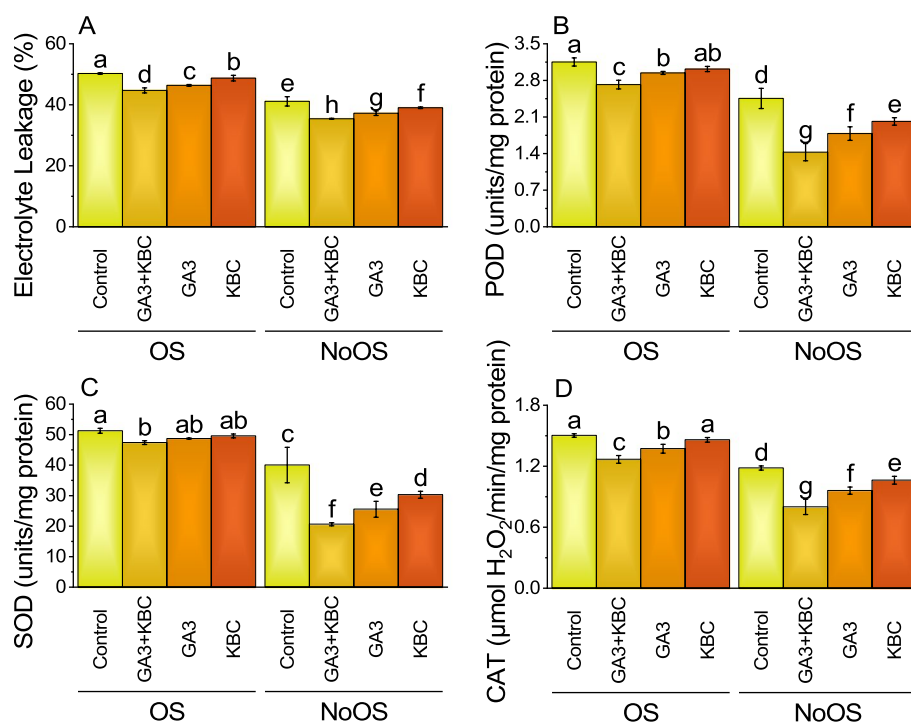 A
Electrolyte Leakage (%)
60
40
20
0
a
d
c
b
e
h
g
f
Control
GA3+KBC
GA3
KBC
Control
GA3+KBC
GA3
KBC
OS
NoOS
B
POD (units/mg protein)
3.5
2.8
2.1
1.4
0.7
0.0
a
c
b
ab
d
g
f
e
Control
GA3+KBC
GA3
KBC
Control
GA3+KBC
GA3
KBC
OS
NoOS
C
SOD (units/mg protein)
60
50
40
30
20
10
0
a
b
ab
ab
c
f
e
d
Control
GA3+KBC
GA3
KBC
Control
GA3+KBC
GA3
KBC
OS
NoOS
D
CAT (μmol H₂O₂/min/mg protein)
1.8
1.2
0.6
0.0
a
c
b
a
d
g
f
e
Control
GA3+KBC
GA3
KBC
Control
GA3+KBC
GA3
KBC
OS
NoOS